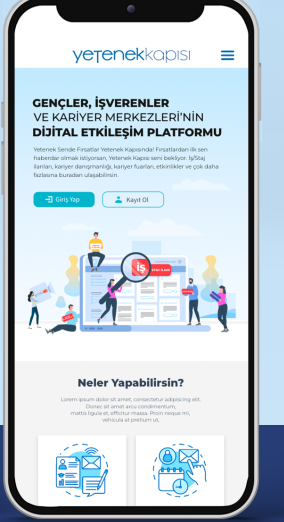 yetenekkapısı
GENÇLER, İŞVERENLER
VE KARİYER MERKEZLERİ'NİN
DİJİTAL ETKİLEŞİM PLATFORMU
Yetenek Sende Fırsatlar Yetenek Kapısında! Fırsatlardan ilk sen
haberdar olmak istiyorsan, Yetenek Kapısı seni bekliyor. İş/Staj
ilanları, kariyer danışmanlığı, kariyer fuarları, etkinlikler ve çok daha
fazlasına buradan ulaşabilirsin.
Giriş Yap
Kayıt Ol
iş
Neler Yapabilirsin?
Lorem ipsum dolor sit amet, consectetur adipiscing elit.
Donec sit amet arcu condimentum,
mattis ligula et, efficitur massa. Proin neque mi,
vehicula at pretium ut.